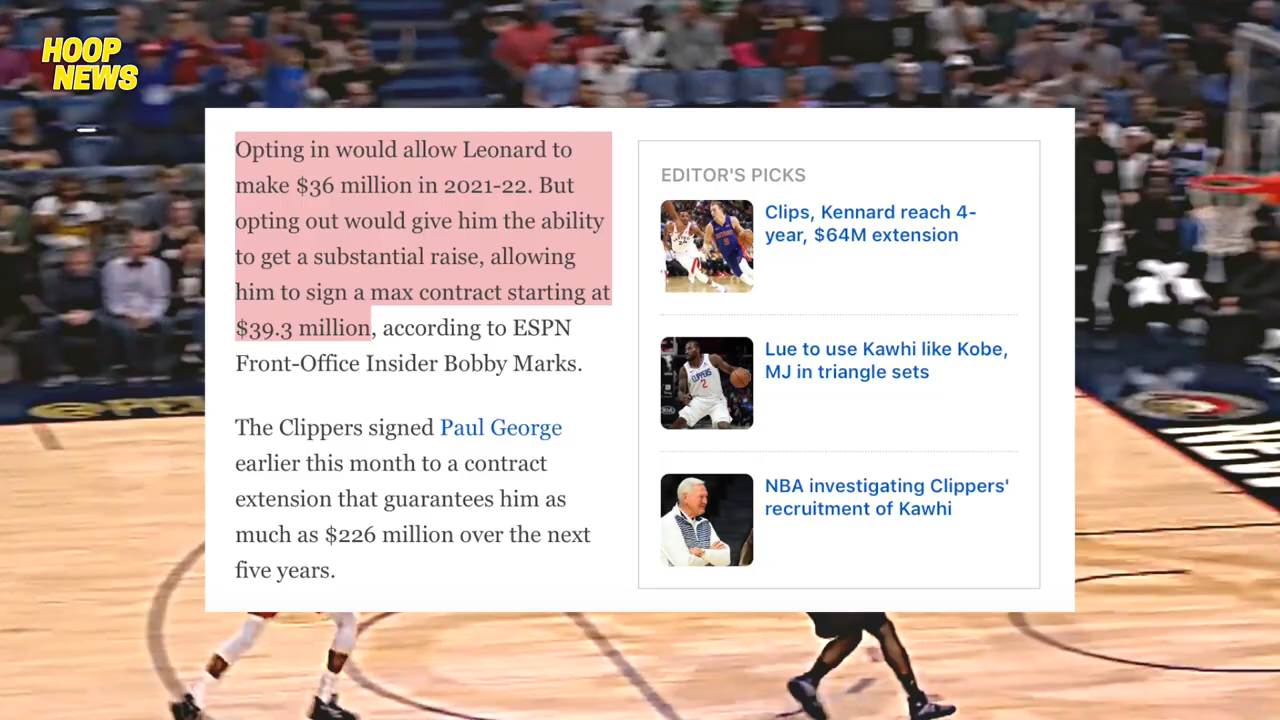 HOOP
NEWS
Opting in would allow Leonard to
make $36 million in 2021-22. But
opting out would give him the ability
to get a substantial raise, allowing
him to sign a max contract starting at
$39.3 million, according to ESPN
Front-Office Insider Bobby Marks.
The Clippers signed Paul George
earlier this month to a contract
extension that guarantees him as
much as $226 million over the next
five years.
EDITOR'S PICKS
Clips, Kennard reach 4-
year, $64M extension
Lue to use Kawhi like Kobe,
MJ in triangle sets
NBA investigating Clippers'
recruitment of Kawhi